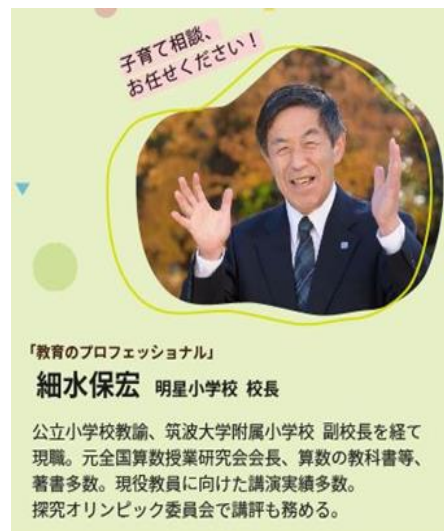 子育て相談、
お任せください！
「教育のプロフェッショナル」
細水保宏 明星小学校 校長
公立小学校教諭、筑波大学附属小学校 副校長を経て
現職。元全国算数授業研究会会長、算数の教科書等、
著書多数。現役教員に向けた講演実績多数。
探究オリンピック委員会で講評も務める。